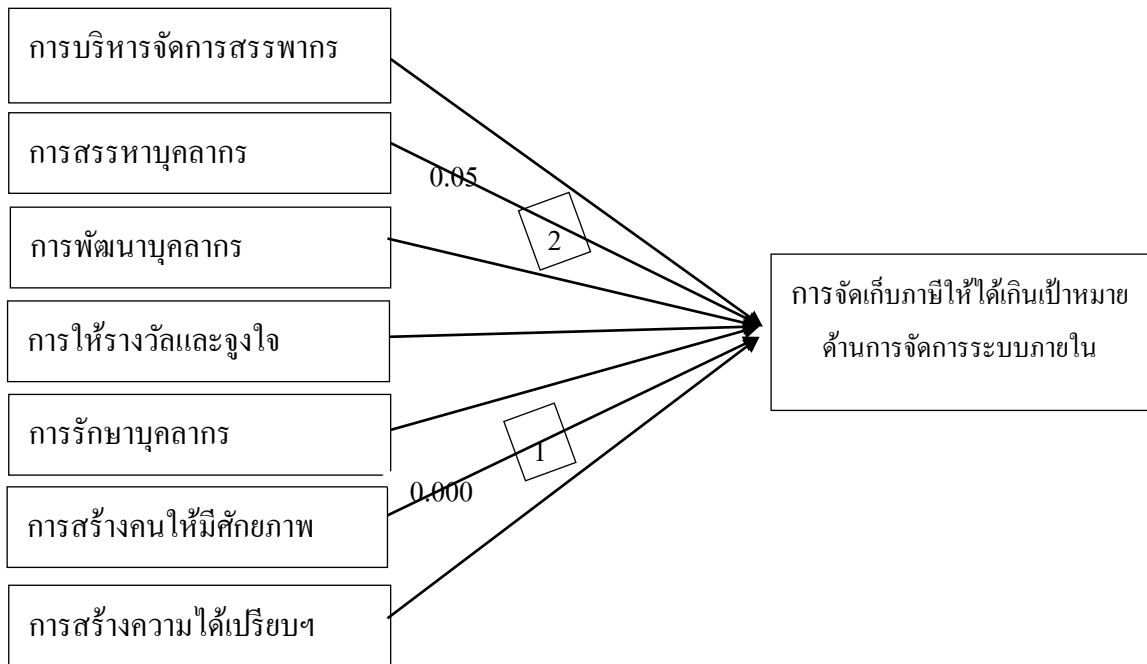 การบริหารจัดการสรรพากร
การสรรหาบุคลากร
0.05
2
การพัฒนาบุคลากร
การจัดเก็บภาษีให้ได้เกินเป้าหมาย
ด้านการจัดการระบบภายใน
การให้รางวัลและจูงใจ
การรักษาบุคลากร
1
0.000
การสร้างคนให้มีศักยภาพ
การสร้างความได้เปรียบฯ